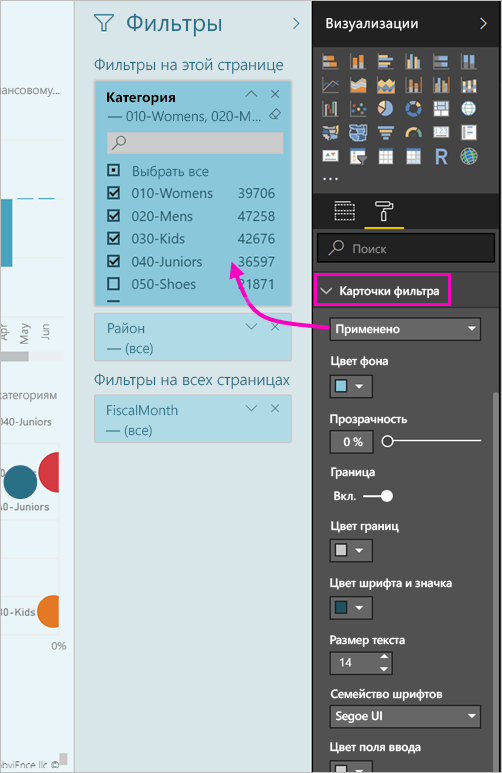 ансовому...
Apr
May
Jun
категориям
040-Juniors
0-Juniors
30-Kids
0%
obviEnce llc ©
Фильтры
Фильтры на этой странице
Категория
— 010-Womens, 020-M...
Выбрать все
010-Womens 39706
020-Mens 47258
030-Kids 42676
040-Juniors 36597
050-Shoes 21871
Район
— (все)
Фильтры на всех страницах
FiscalMonth
— (все)
Визуализации
R
...
Поиск
Карточки фильтра
Применено
Цвет фона
Прозрачность
0 %
Граница
Вкл.
Цвет границ
Цвет шрифта и значка
Размер текста
14
Семейство шрифтов
Segoe UI
Цвет поля ввода